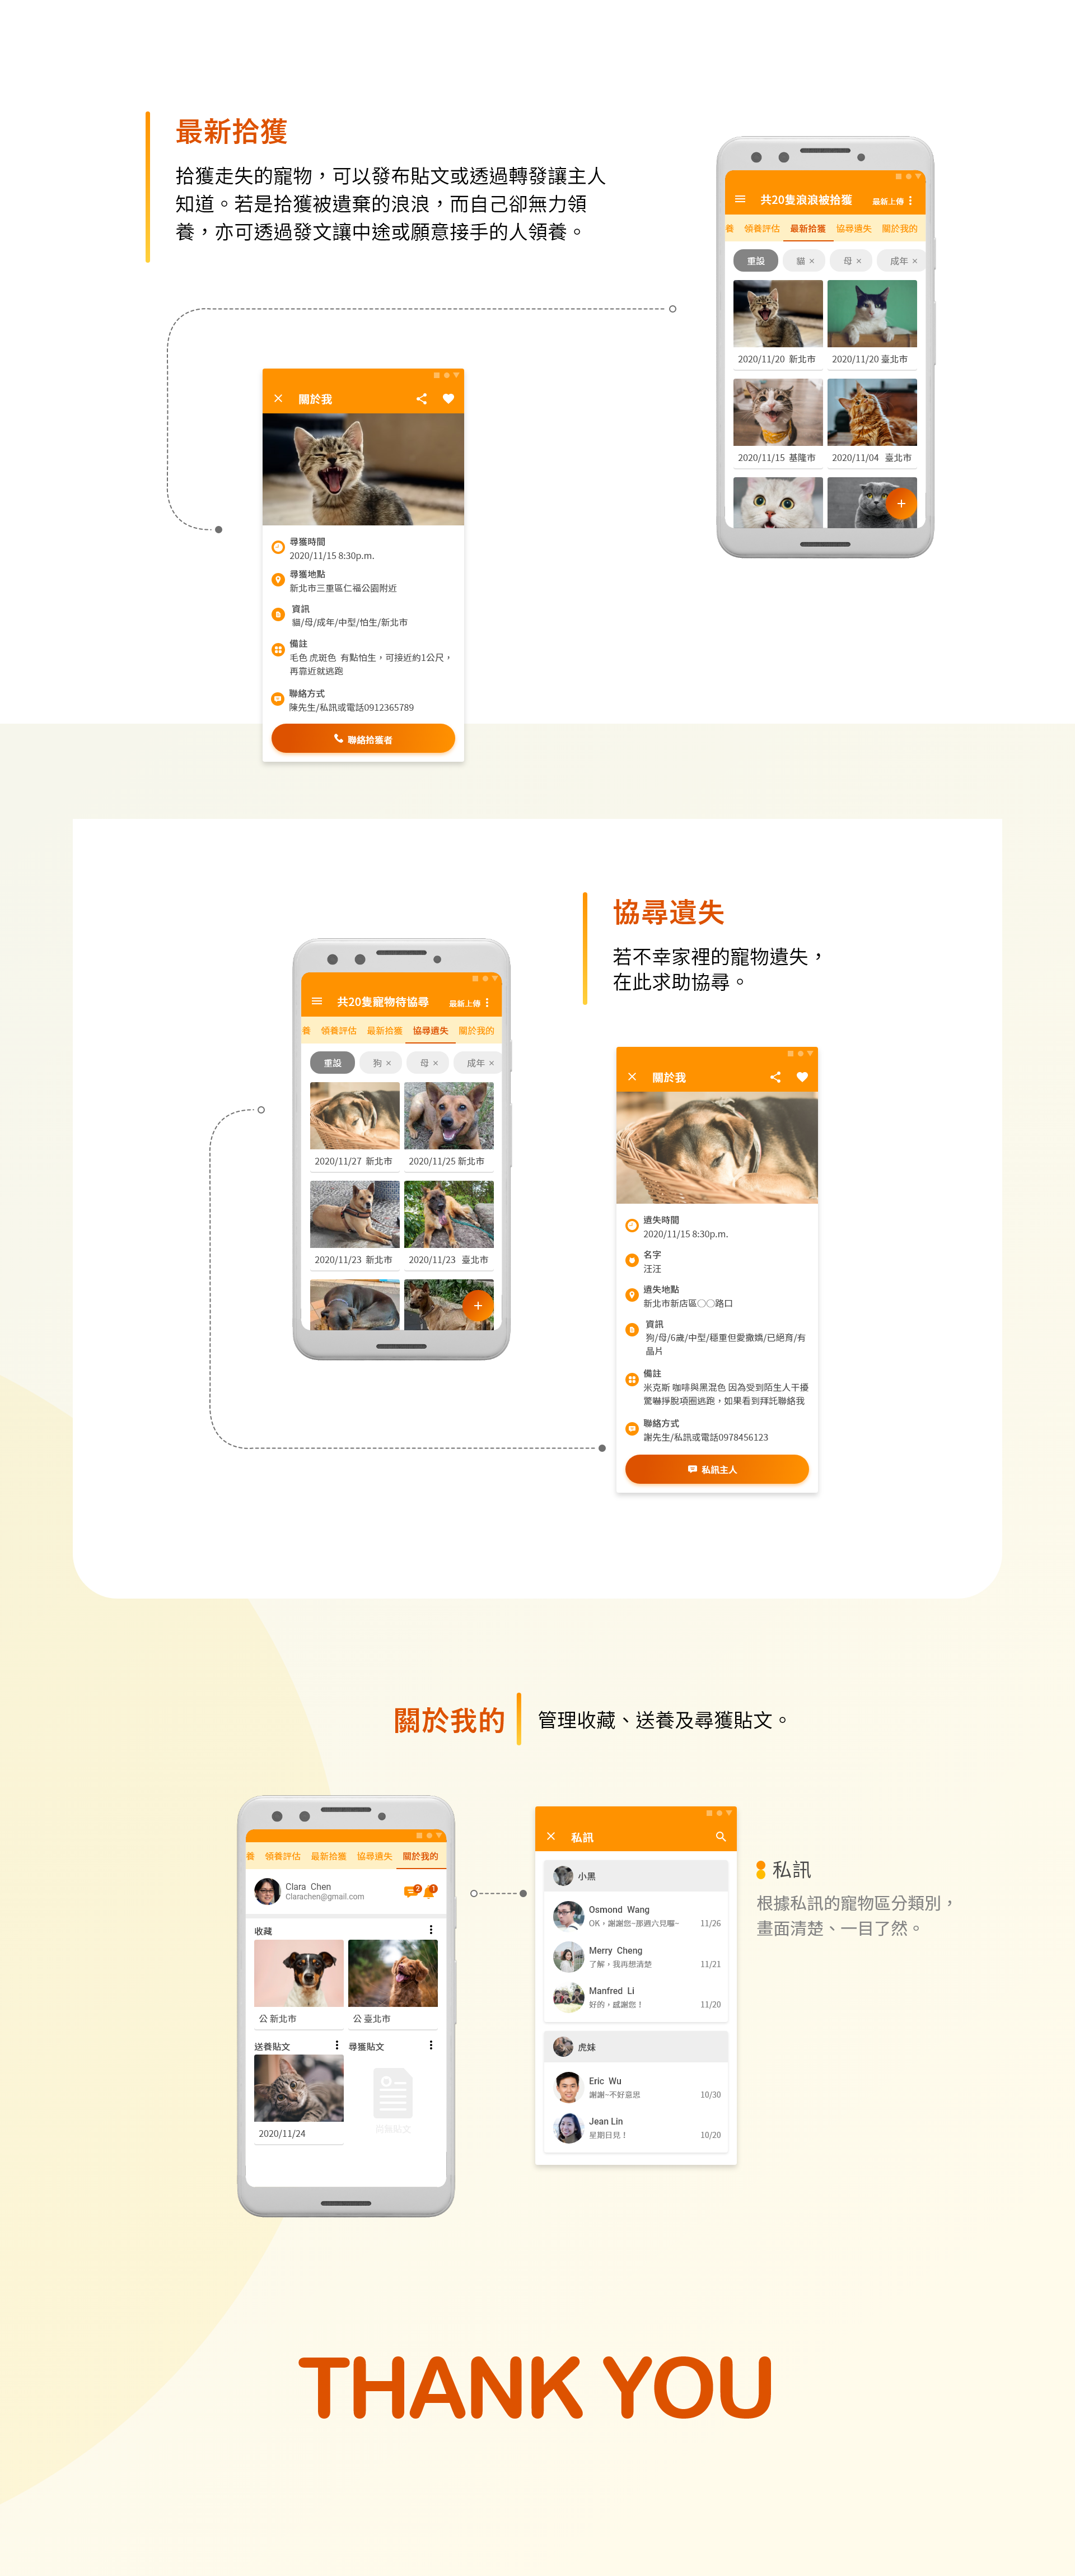 最新拾獲
拾獲走失的寵物，可以發布貼文或透過轉發讓主人
知道。若是拾獲被遺棄的浪浪，而自己卻無力領
養，亦可透過發文讓中途或願意接手的人領養。
共20隻浪浪被拾獲 最新上傳
養 領養評估 最新拾獲 協尋遺失 關於我的
重設 貓 × 母 × 成年 ×
2020/11/20 新北市 2020/11/20 臺北市
2020/11/15 基隆市 2020/11/04 臺北市
+
× 關於我
尋獲時間
2020/11/15 8:30p.m.
尋獲地點
新北市三重區仁福公園附近
資訊
貓/母/成年/中型/怕生/新北市
備註
毛色 虎斑色 有點怕生，可接近約1公尺，
再靠近就逃跑
聯絡方式
陳先生/私訊或電話0912365789
聯絡拾獲者
協尋遺失
若不幸家裡的寵物遺失，
在此求助協尋。
共20隻寵物待協尋 最新上傳
養 領養評估 最新拾獲 協尋遺失 關於我的
重設 狗 × 母 × 成年 ×
2020/11/27 新北市 2020/11/25 新北市
2020/11/23 新北市 2020/11/23 臺北市
+
× 關於我
遺失時間
2020/11/15 8:30p.m.
名字
汪汪
遺失地點
新北市新店區○○路口
資訊
狗/母/6歲/中型/穩重但愛撒嬌/已絕育/有
晶片
備註
米克斯 咖啡與黑混色 因為受到陌生人干擾
驚嚇掙脫項圈逃跑，如果看到拜託聯絡我
聯絡方式
謝先生/私訊或電話0978456123
私訊主人
關於我的
管理收藏、送養及尋獲貼文。
養 領養評估 最新拾獲 協尋遺失 關於我的
Clara Chen
Clarachen@gmail.com
2 1
收藏
公 新北市 公 臺北市
送養貼文 尋獲貼文
尚無貼文
2020/11/24
× 私訊
小黑
Osmond Wang
OK，謝謝您~那週六見囉~ 11/26
Merry Cheng
了解，我再想清楚 11/21
Manfred Li
好的，感謝您！ 11/20
虎妹
Eric Wu
謝謝~不好意思 10/30
Jean Lin
星期日見！ 10/20
私訊
根據私訊的寵物區分類別，
畫面清楚、一目了然。
THANK YOU